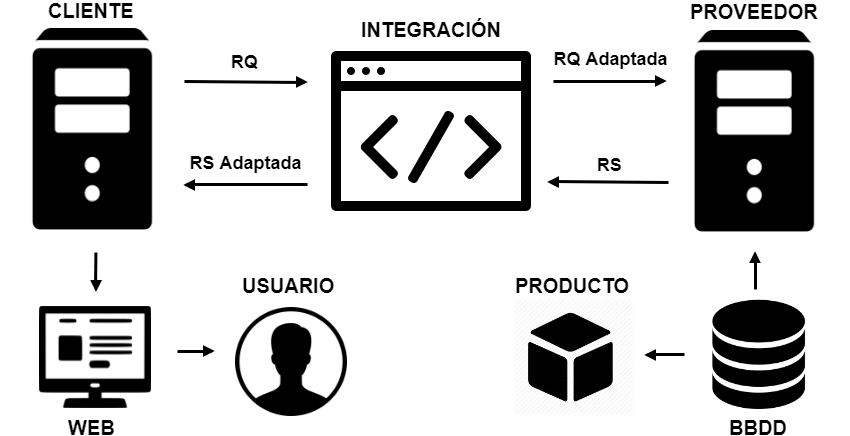 CLIENTE
INTEGRACIÓN
PROVEEDOR
RQ
RQ Adaptada
RS Adaptada
RS
USUARIO
PRODUCTO
WEB
BBDD